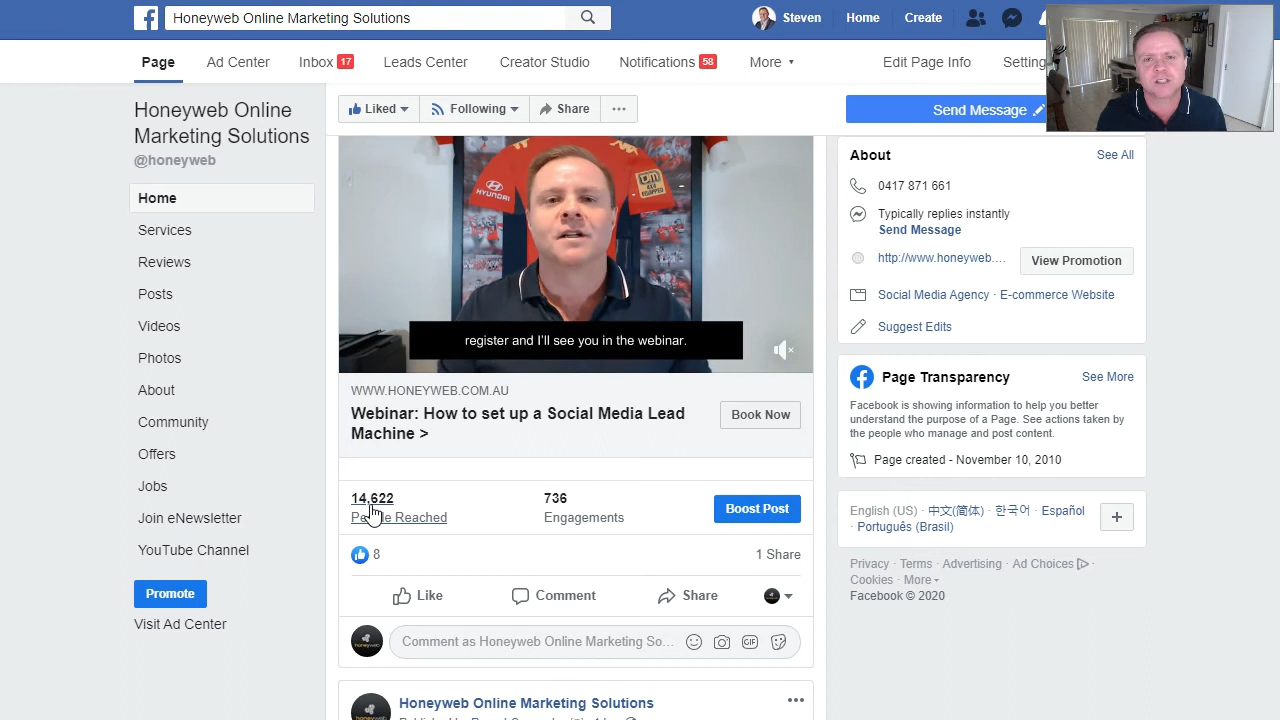 Honeyweb Online Marketing Solutions
Steven Home Create
Page Ad Center Inbox 17 Leads Center Creator Studio Notifications 58 More Edit Page Info Setting
Honeyweb Online
Marketing Solutions
@honeyweb
Home
Services
Reviews
Posts
Videos
Photos
About
Community
Offers
Jobs
Join eNewsletter
YouTube Channel
Promote
Visit Ad Center
Liked Following Share ...
Send Message
HYUNDAI
register and I'll see you in the webinar.
WWW.HONEYWEB.COM.AU
Webinar: How to set up a Social Media Lead
Machine >
Book Now
14,622
People Reached
736
Engagements
Boost Post
8
1 Share
Like Comment Share
Comment as Honeyweb Online Marketing So...
GIF
Honeyweb Online Marketing Solutions
About See All
0417 871 661
Typically replies instantly
Send Message
http://www.honeyweb....
View Promotion
Social Media Agency · E-commerce Website
Suggest Edits
Page Transparency See More
Facebook is showing information to help you better
understand the purpose of a Page. See actions taken by
the people who manage and post content.
Page created - November 10, 2010
English (US) · 中文(简体) · 한국어 · Español
· Português (Brasil)
Privacy · Terms · Advertising · Ad Choices ·
Cookies · More
Facebook © 2020